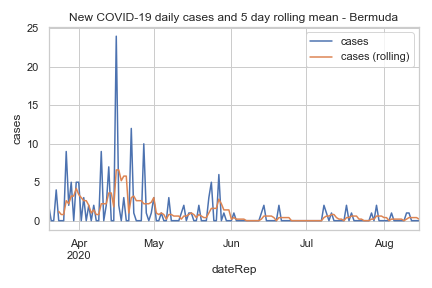 New COVID-19 daily cases and 5 day rolling mean - Bermuda
cases
cases (rolling)
25
20
15
10
5
0
cases
Apr
2020
May
Jun
Jul
Aug
dateRep